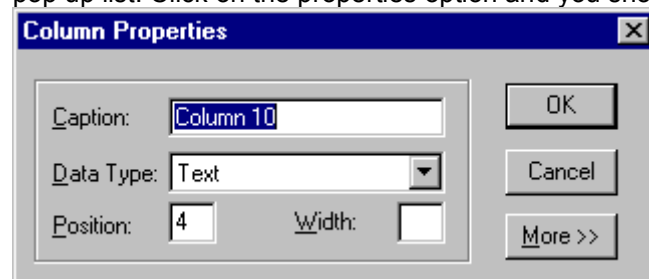 pop up list. Click on the properties option and you sho
Column Properties
Caption: Column 10
OK
Data Type: Text
Cancel
Position: 4 Width:
More >>